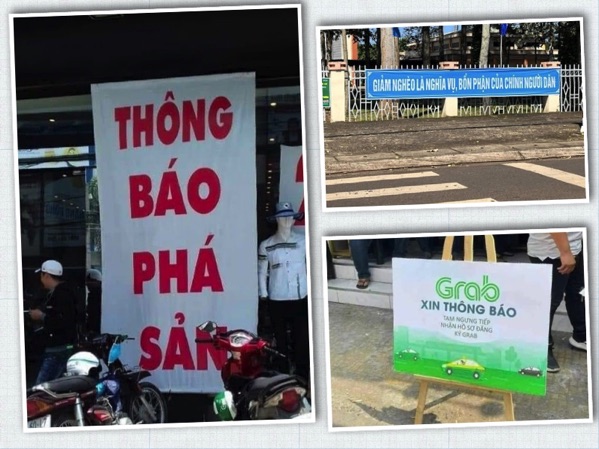 THÔNG
BÁO
PHÁ
SẢN
GIẢM NGHÈO LÀ NGHĨA VỤ, BỔN PHẬN CỦA CHÍNH NGƯỜI DÂN
Grab
XIN THÔNG BÁO
TẠM NGƯNG TIẾP
NHẬN HỒ SƠ ĐĂNG
KÝ GRAB